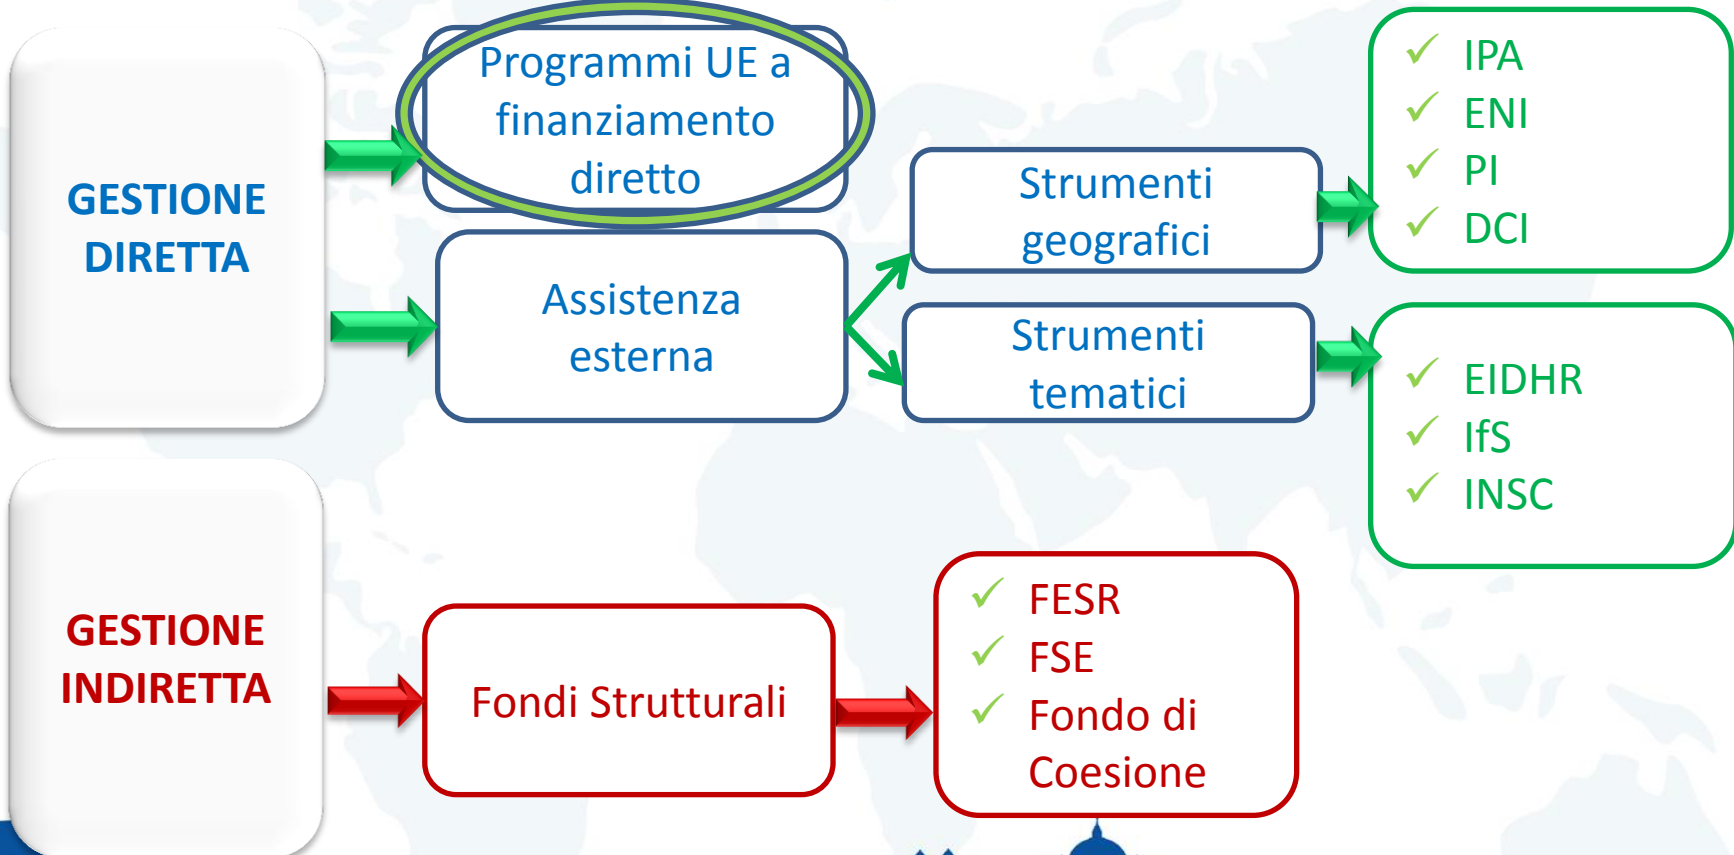 GESTIONE
DIRETTA
Programmi UE a
finanziamento
diretto
Assistenza
esterna
Strumenti
geografici
Strumenti
tematici
✓ IPA
✓ ENI
✓ PI
✓ DCI
✓ EIDHR
✓ IfS
✓ INSC
GESTIONE
INDIRETTA
Fondi Strutturali
✓ FESR
✓ FSE
✓ Fondo di
Coesione